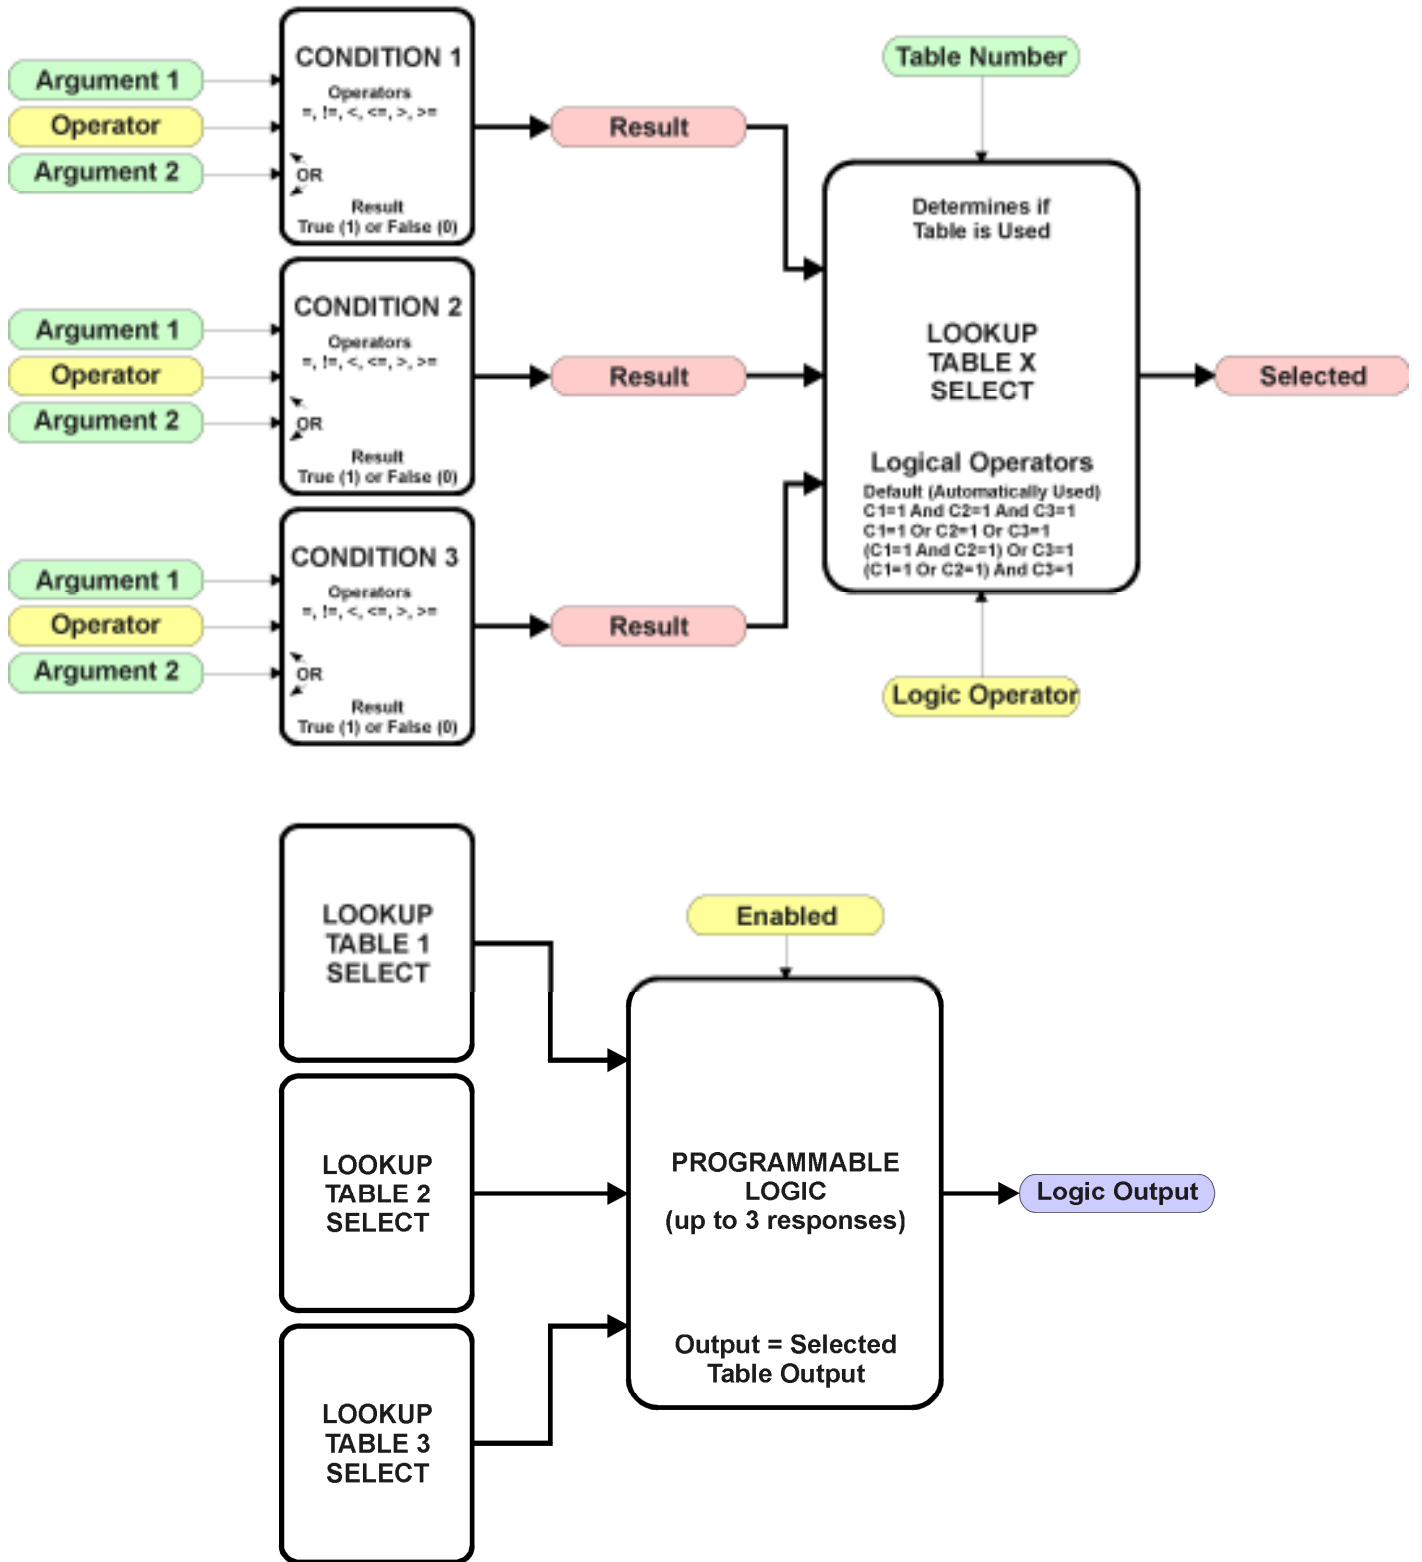 Argument 1
Operator
Argument 2
CONDITION 1
Operators
=, !=, <, <=, >, >=
OR
Result
True (1) or False (0)
Result
Argument 1
Operator
Argument 2
CONDITION 2
Operators
=, !=, <, <=, >, >=
OR
Result
True (1) or False (0)
Result
Argument 1
Operator
Argument 2
CONDITION 3
Operators
=, !=, <, <=, >, >=
OR
Result
True (1) or False (0)
Result
Table Number
Determines if
Table is Used
LOOKUP
TABLE X
SELECT
Logical Operators
Default (Automatically Used)
C1=1 And C2=1 And C3=1
C1=1 Or C2=1 Or C3=1
(C1=1 And C2=1) Or C3=1
(C1=1 Or C2=1) And C3=1
Logic Operator
Selected
LOOKUP
TABLE 1
SELECT
LOOKUP
TABLE 2
SELECT
LOOKUP
TABLE 3
SELECT
Enabled
PROGRAMMABLE
LOGIC
(up to 3 responses)
Output = Selected
Table Output
Logic Output